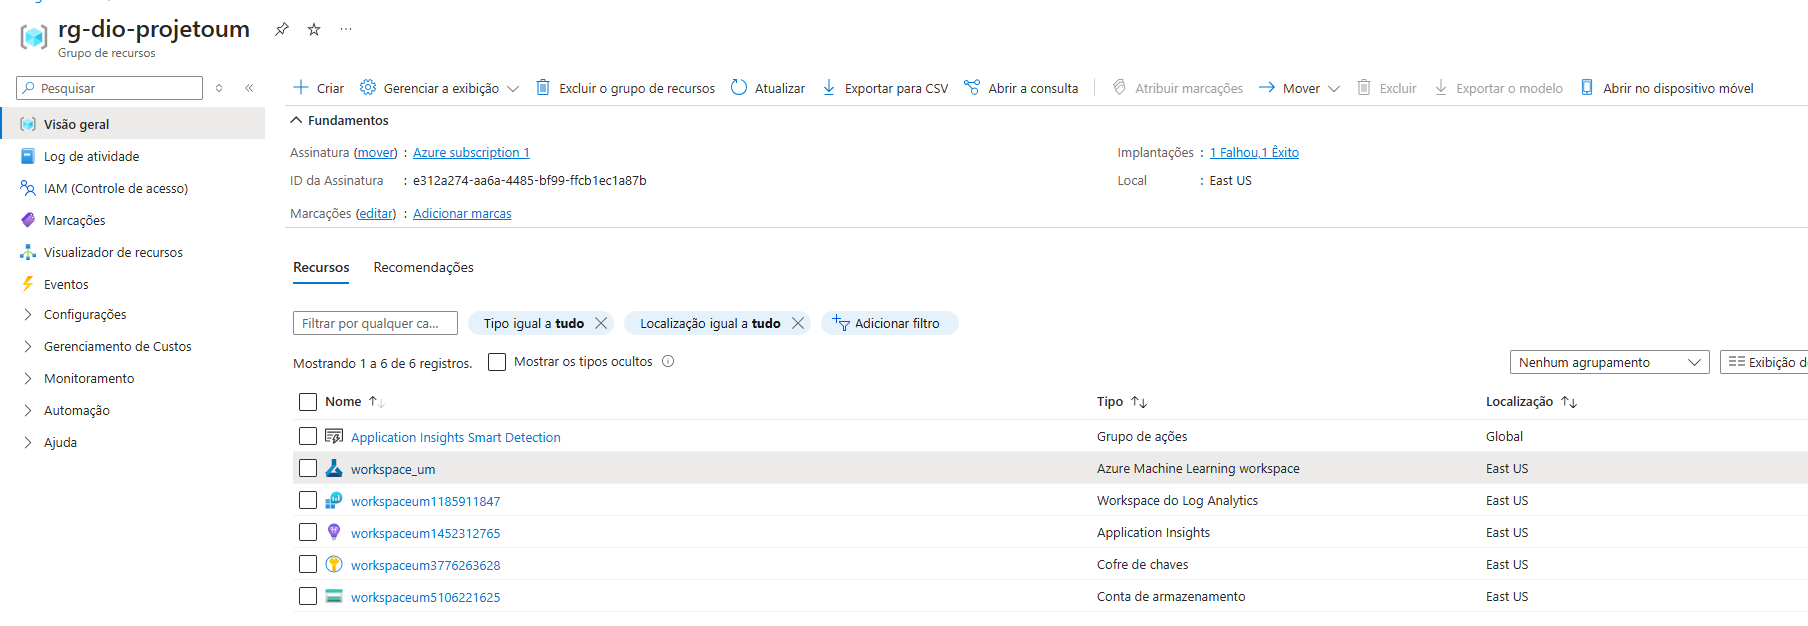 rg-dio-projetoum
Grupo de recursos
Pesquisar
Criar Gerenciar a exibição Excluir o grupo de recursos Atualizar Exportar para CSV Abrir a consulta Atribuir marcações Mover Excluir Exportar o modelo Abrir no dispositivo móvel
Visão geral
Log de atividade
IAM (Controle de acesso)
Marcações
Visualizador de recursos
Eventos
Configurações
Gerenciamento de Custos
Monitoramento
Automação
Ajuda
Fundamentos
Assinatura (mover) : Azure subscription 1
ID da Assinatura : e312a274-aa6a-4485-bf99-ffcb1ec1a87b
Marcações (editar) : Adicionar marcas
Implantações : 1 Falhou,1 Êxito
Local : East US
Recursos Recomendações
Filtrar por qualquer ca... Tipo igual a tudo Localização igual a tudo Adicionar filtro
Mostrando 1 a 6 de 6 registros. Mostrar os tipos ocultos Nenhum agrupamento Exibição
Nome Tipo Localização
Application Insights Smart Detection Grupo de ações Global
workspace_um Azure Machine Learning workspace East US
workspaceum1185911847 Workspace do Log Analytics East US
workspaceum1452312765 Application Insights East US
workspaceum3776263628 Cofre de chaves East US
workspaceum5106221625 Conta de armazenamento East US